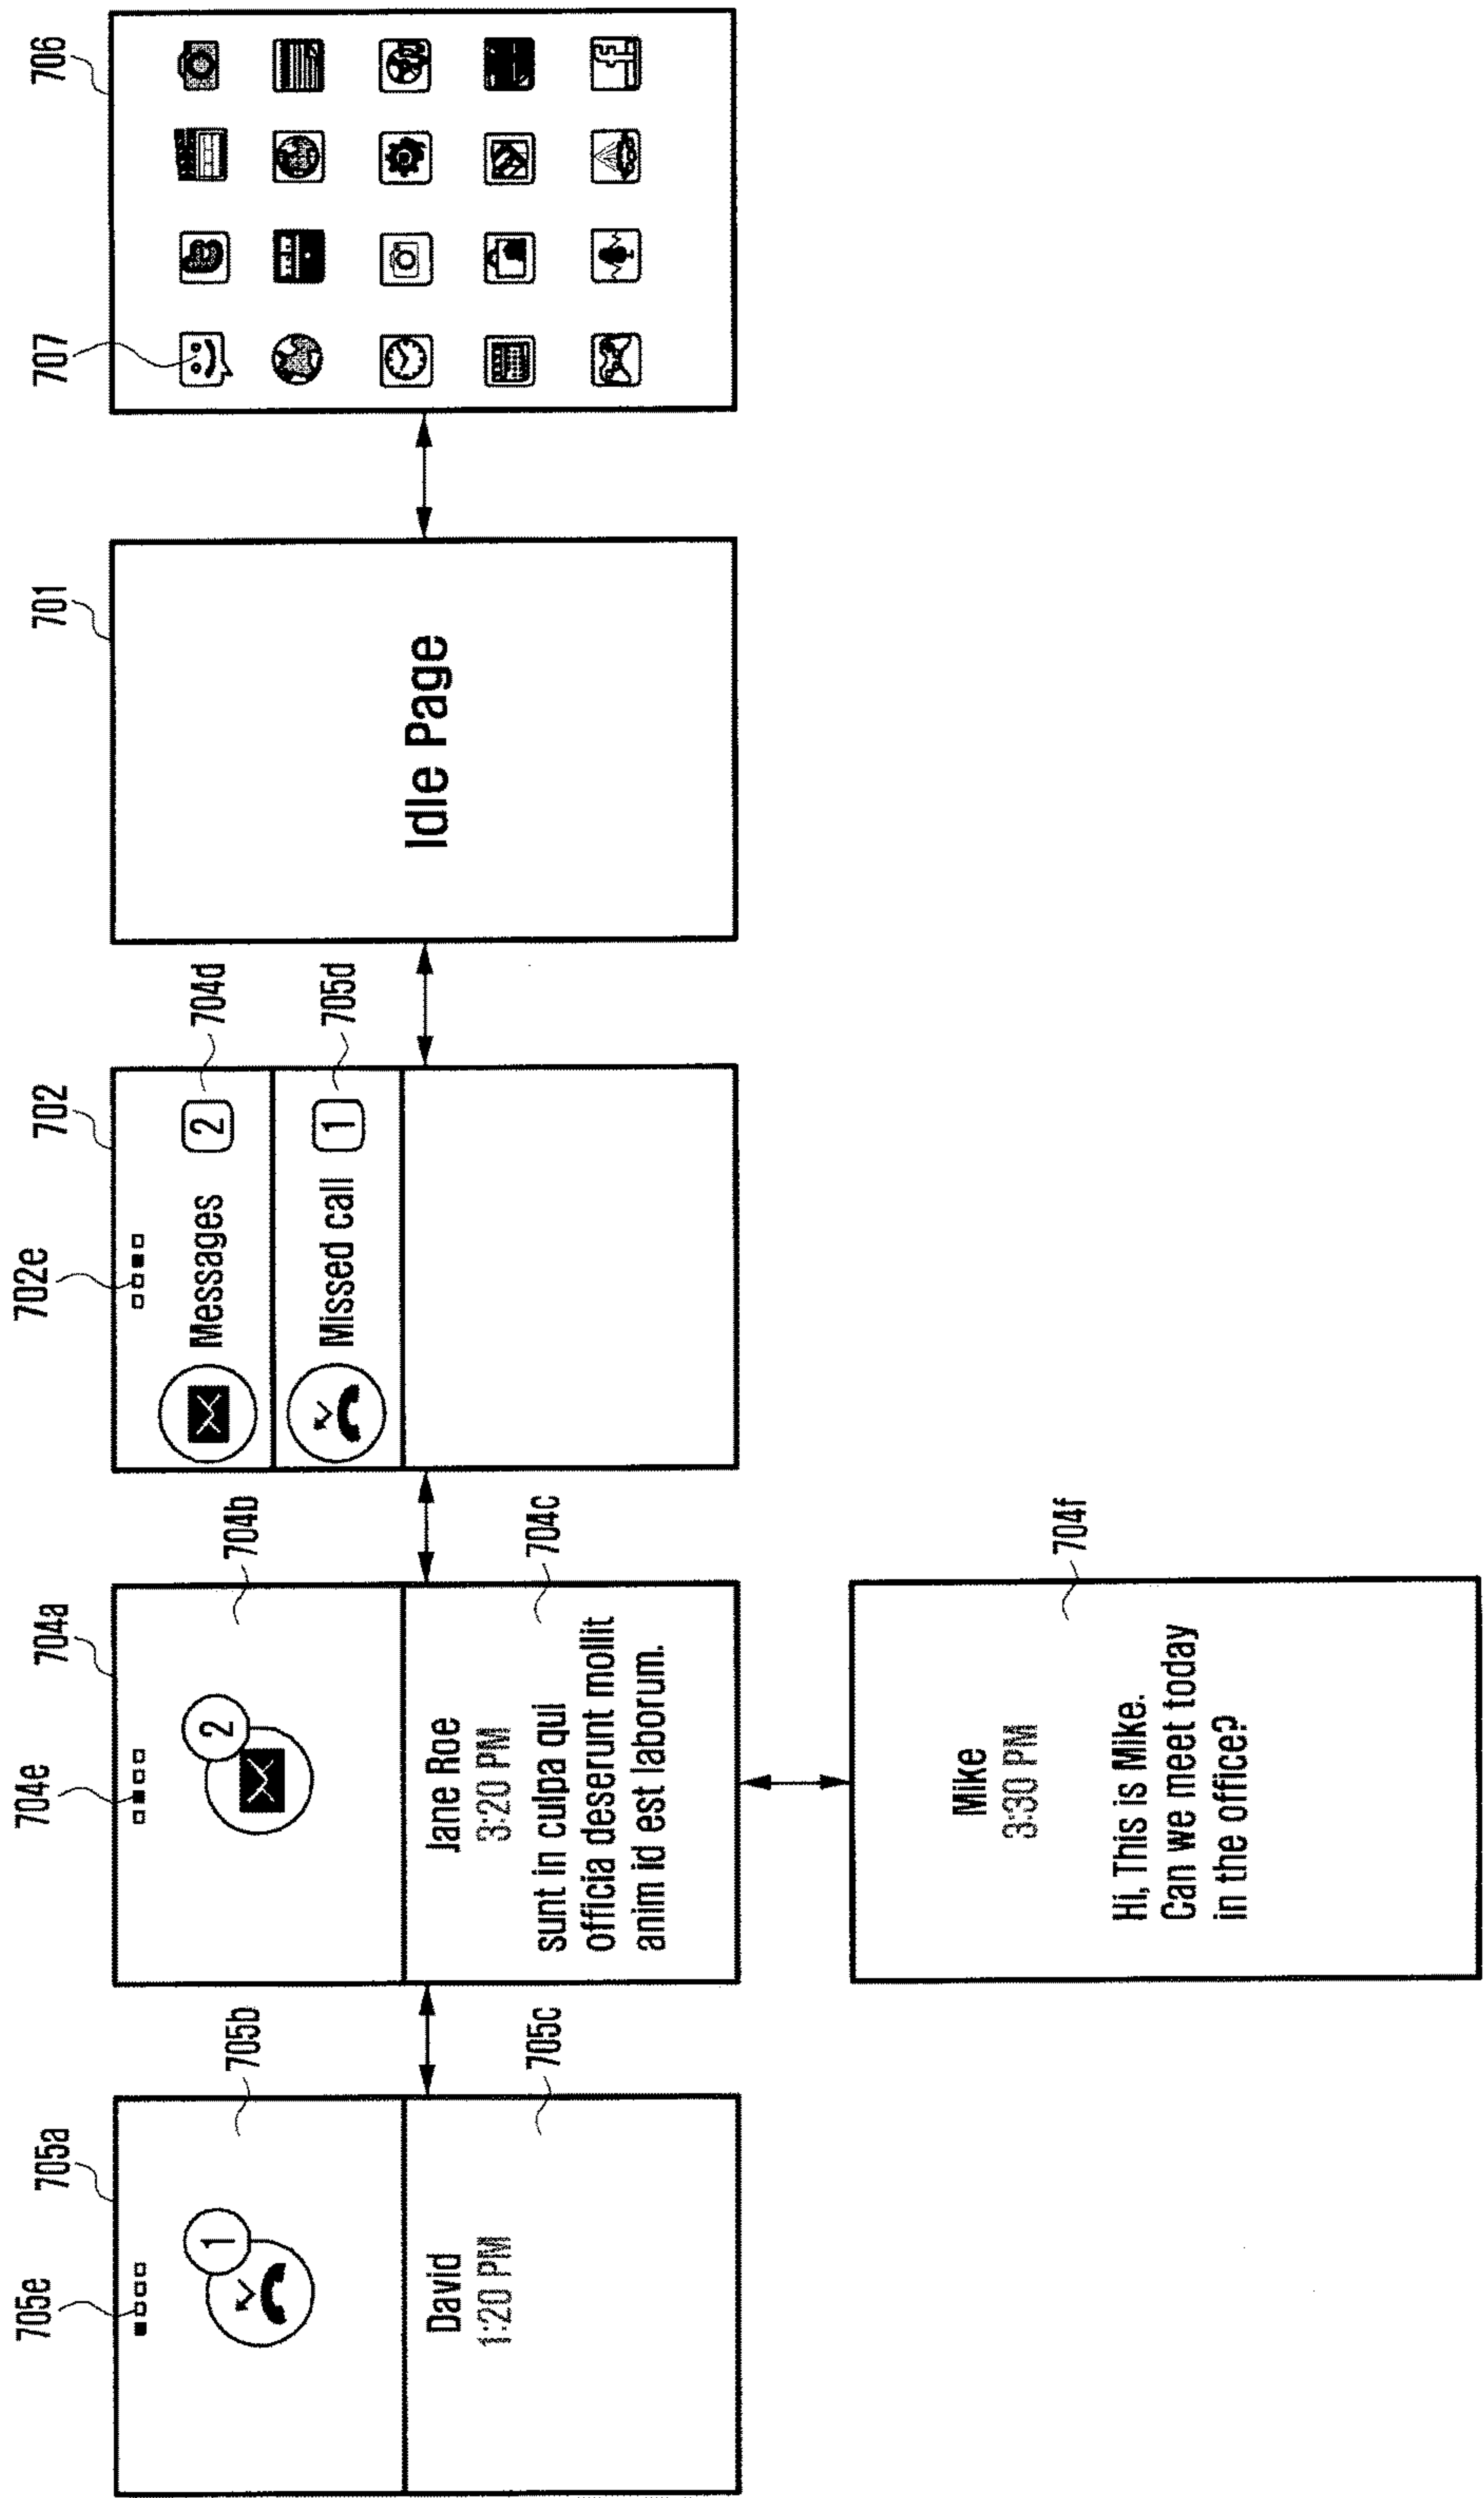 705e
705a
1
705b
David
1:20 PM
705c
704e
704a
2
704b
Jane Roe
3:20 PM
sunt in culpa qui
officia deserunt mollit
anim id est laborum.
704c
Mike
3:30 PM
Hi, This is Mike.
Can we meet today
in the office?
704f
702e
702
Messages 2
704d
Missed call 1
705d
701
Idle Page
706
707